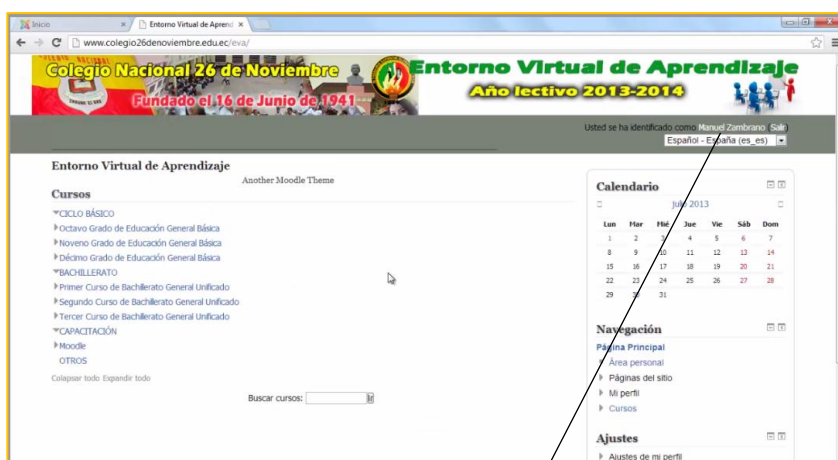 Inicio
Entorno Virtual de Aprend
www.colegio26denoviembre.edu.ec/eva/
Colegio Nacional 26 de Noviembre
Fundado el 16 de Junio de 1941
Entorno Virtual de Aprendizaje
Año lectivo 2013-2014
Usted se ha identificado como Manuel Zambrano (Salir)
Español - España (es_es)
Entorno Virtual de Aprendizaje
Another Moodle Theme
Cursos
CICLO BÁSICO
Octavo Grado de Educación General Básica
Noveno Grado de Educación General Básica
Décimo Grado de Educación General Básica
BACHILLERATO
Primer Curso de Bachillerato General Unificado
Segundo Curso de Bachillerato General Unificado
Tercer Curso de Bachillerato General Unificado
CAPACITACIÓN
Moodle
OTROS
Colapsar todo Expandir todo
Buscar cursos: Ir
Calendario
julio 2013
Lun Mar Mié Jue Vie Sáb Dom
1 2 3 4 5 6 7
8 9 10 11 12 13 14
15 16 17 18 19 20 21
22 23 24 25 26 27 28
29 30 31
Navegación
Página Principal
Área personal
Páginas del sitio
Mi perfil
Cursos
Ajustes
Ajustes de mi perfil